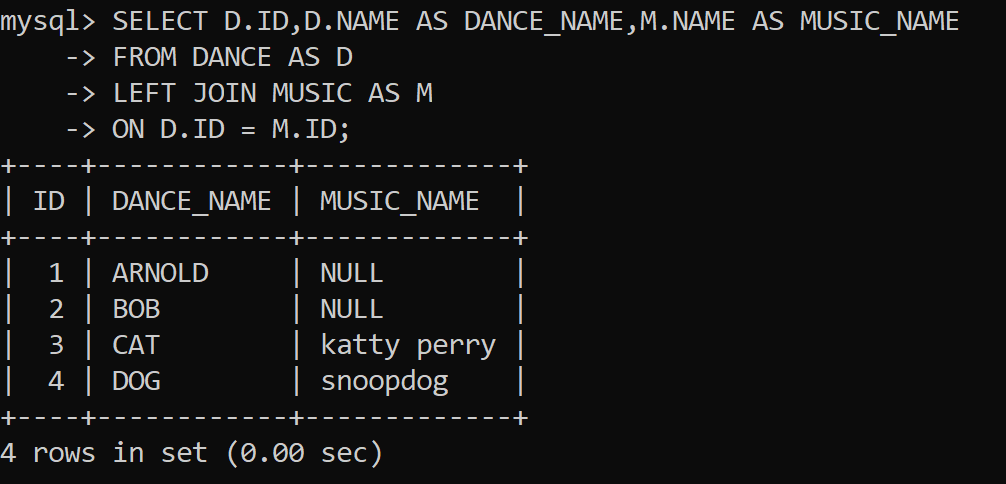 mysql> SELECT D.ID,D.NAME AS DANCE_NAME,M.NAME AS MUSIC_NAME
    -> FROM DANCE AS D
    -> LEFT JOIN MUSIC AS M
    -> ON D.ID = M.ID;
+----+------------+-------------+
| ID | DANCE_NAME | MUSIC_NAME  |
+----+------------+-------------+
|  1 | ARNOLD     | NULL        |
|  2 | BOB        | NULL        |
|  3 | CAT        | katty perry |
|  4 | DOG        | snoopdog    |
+----+------------+-------------+
4 rows in set (0.00 sec)